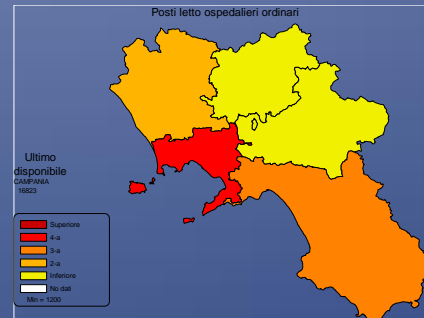 Posti letto ospedalieri ordinari
Ultimo
disponibile
CAMPANIA
16823
Superiore
4-a
3-a
2-a
Inferiore
No dati
Min = 1200